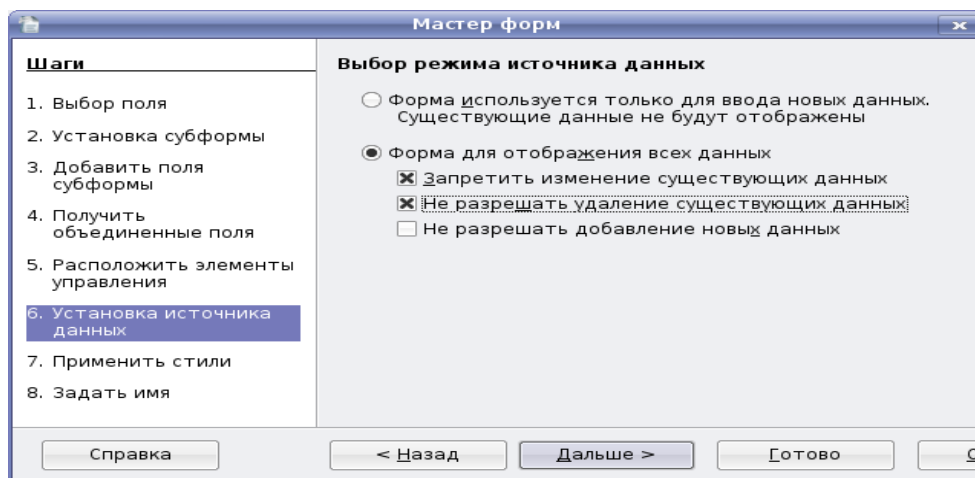 Мастер форм
Шаги
1. Выбор поля
2. Установка субформы
3. Добавить поля
субформы
4. Получить
объединенные поля
5. Расположить элементы
управления
6. Установка источника
данных
7. Применить стили
8. Задать имя
Выбор режима источника данных
Форма используется только для ввода новых данных.
Существующие данные не будут отображены
Форма для отображения всех данных
Запретить изменение существующих данных
Не разрешать удаление существующих данных
Не разрешать добавление новых данных
Справка
< Назад
Дальше >
Готово